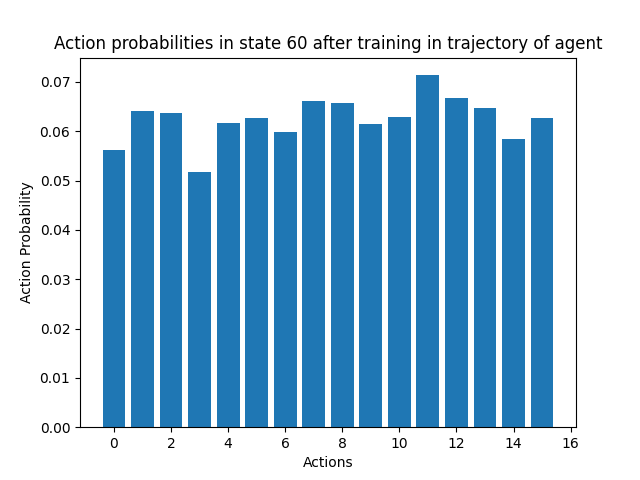 Action probabilities in state 60 after training in trajectory of agent
0.07
0.06
0.05
0.04
0.03
0.02
0.01
0.00
Action Probability
0 2 4 6 8 10 12 14 16
Actions